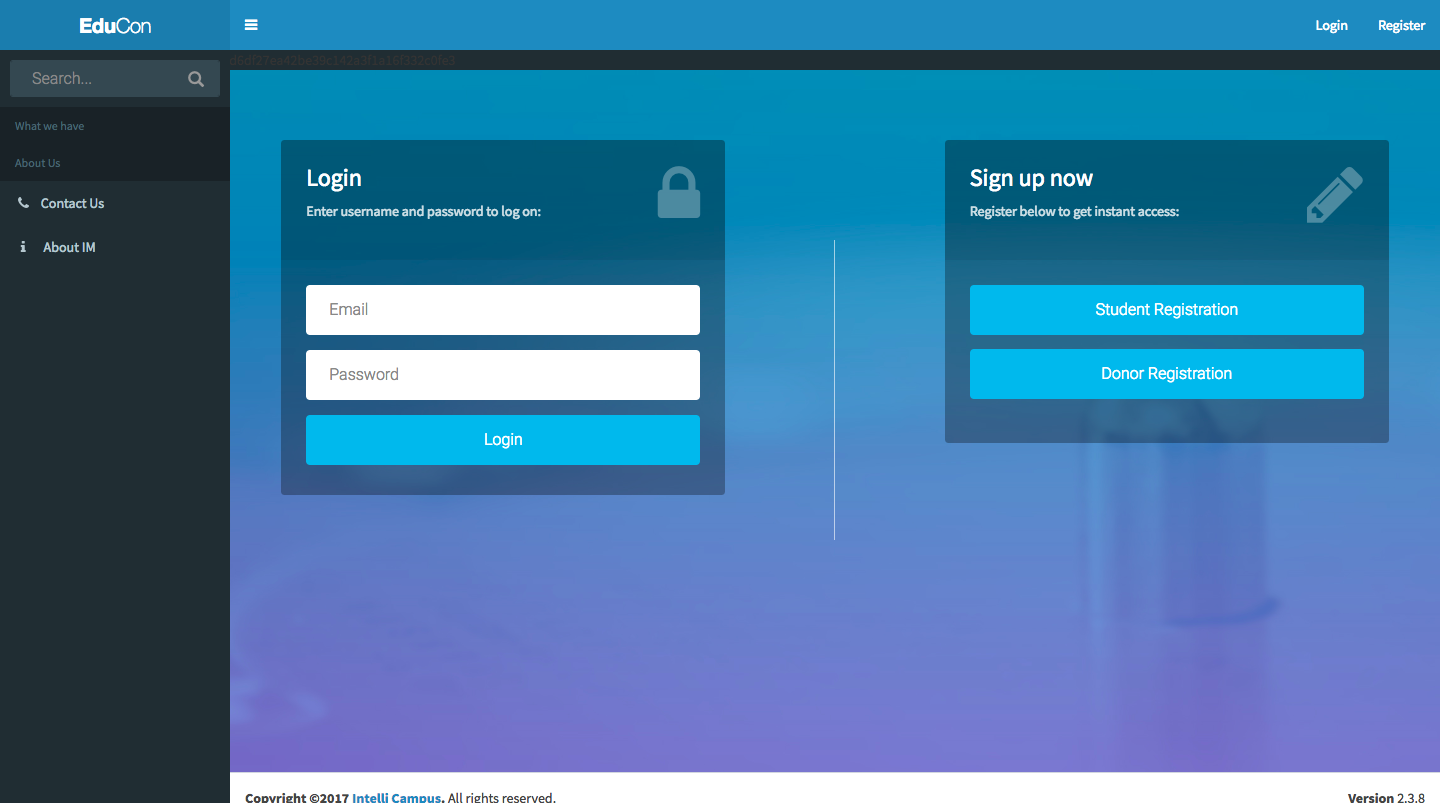 EduCon
Login
Register
Search...
What we have
About Us
Contact Us
About IM
Login
Enter username and password to log on:
Email
Password
Login
Sign up now
Register below to get instant access:
Student Registration
Donor Registration
Copyright ©2017 Intelli Campus. All rights reserved.
Version 2.3.8